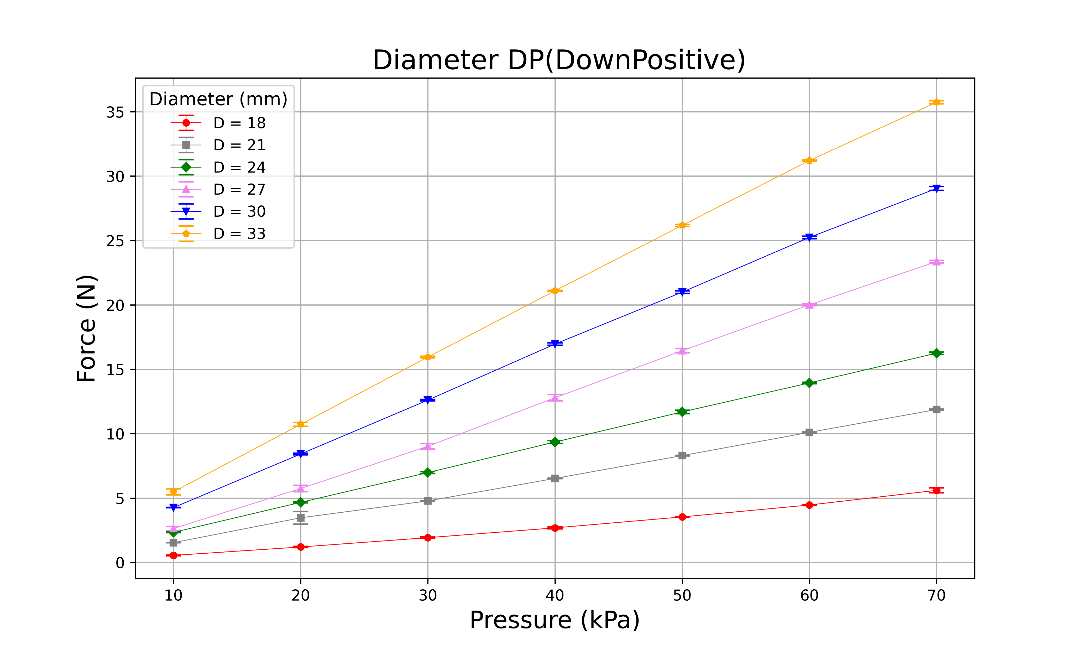 Diameter DP(DownPositive)
Diameter (mm)
D = 18
D = 21
D = 24
D = 27
D = 30
D = 33
Force (N)
35
30
25
20
15
10
5
0
10 20 30 40 50 60 70
Pressure (kPa)